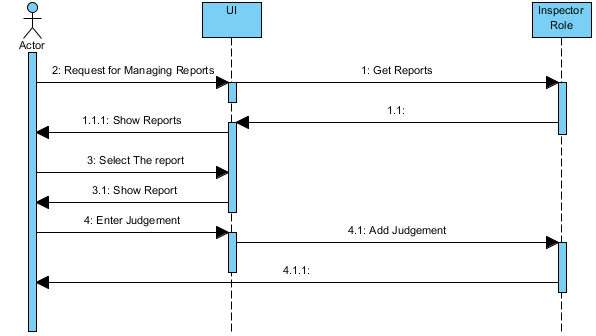 UI
Inspector
Role
Actor
2: Request for Managing Reports
1: Get Reports
1.1:
1.1.1: Show Reports
3: Select The report
3.1: Show Report
4: Enter Judgement
4.1: Add Judgement
4.1.1: